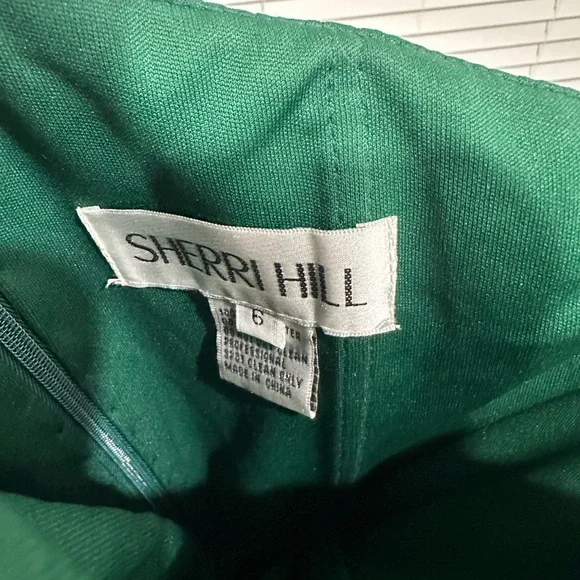 SHERRI HILL
6
PROFESSIONAL
SPOT CLEAN ONLY
MADE IN CHINA